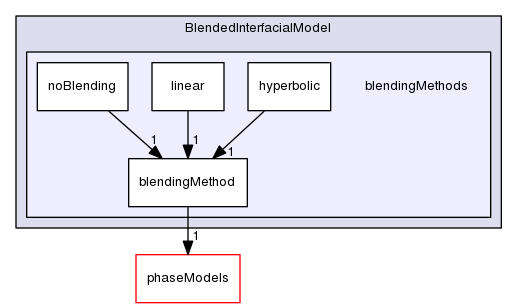 BlendedInterfacialModel
noBlending
linear
hyperbolic
blendingMethods
1
1
1
blendingMethod
1
phaseModels